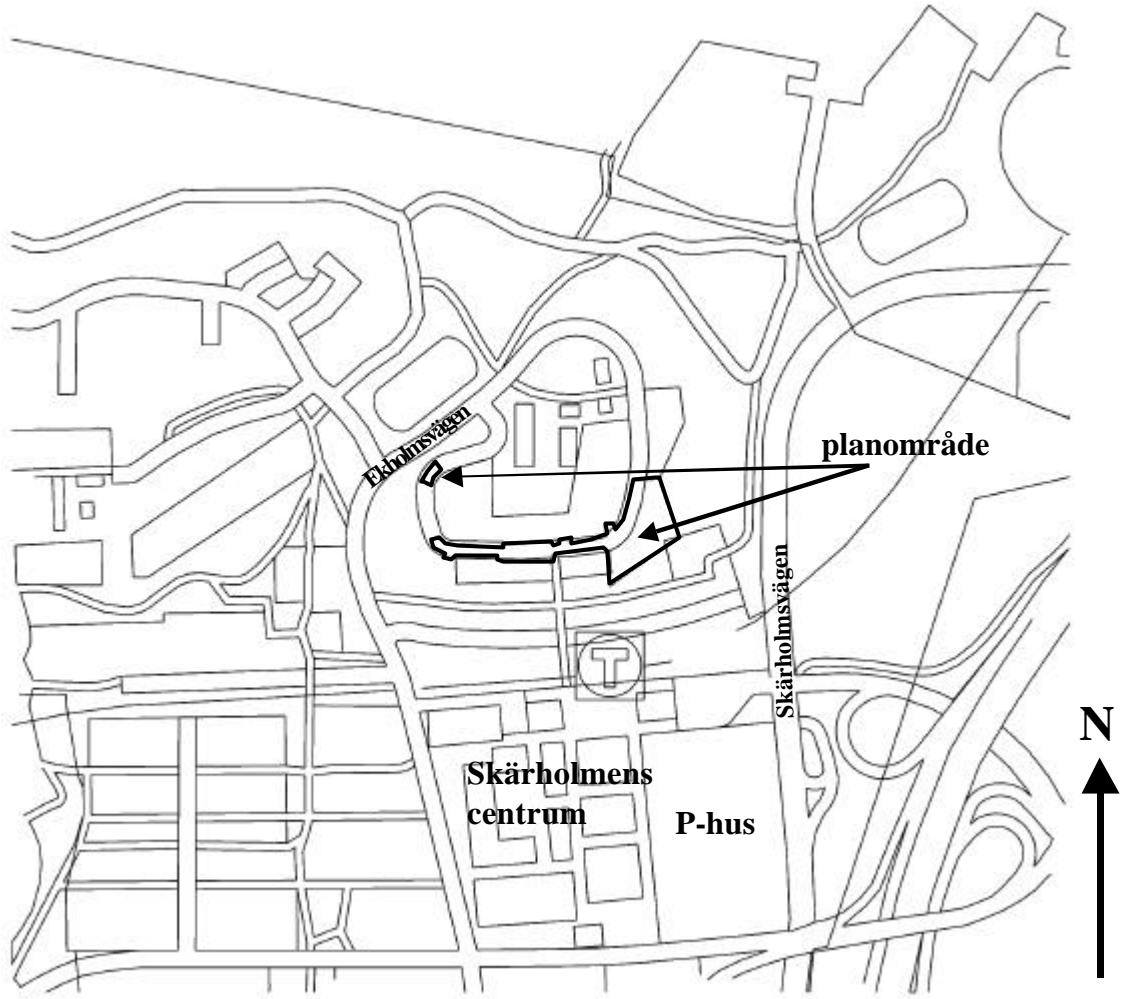 Ekholmsvägen
planområde
Skärholmsvägen
T
N
Skärholmens
centrum
P-hus